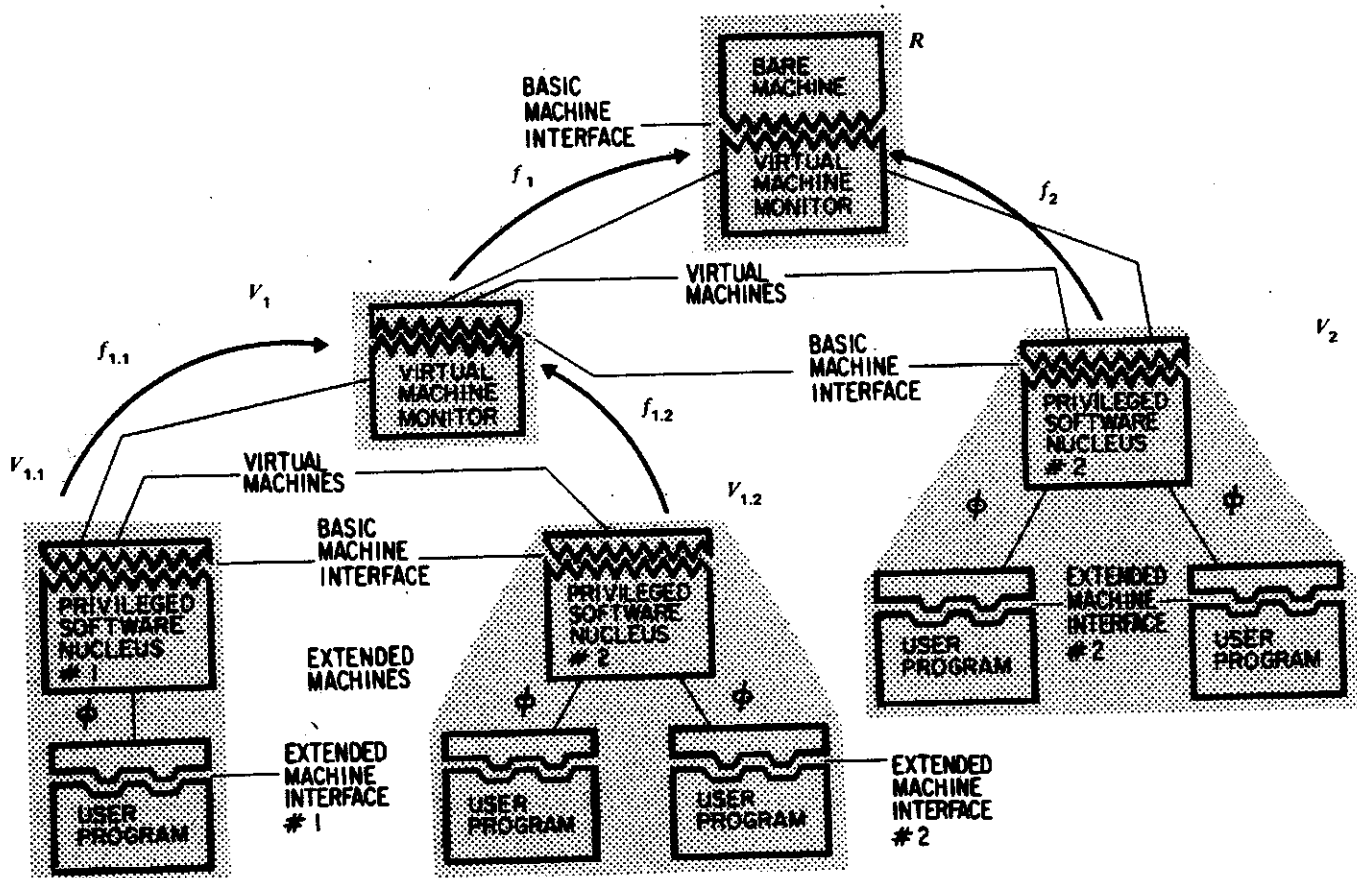 R
BARE
MACHINE
BASIC
MACHINE
INTERFACE
VIRTUAL
MACHINE
MONITOR
f₁
f₂
VIRTUAL
MACHINES
V₁
V₂
f₁.₁
VIRTUAL
MACHINE
MONITOR
BASIC
MACHINE
INTERFACE
f₁.₂
PRIVILEGED
SOFTWARE
NUCLEUS
# 2
V₁.₁
VIRTUAL
MACHINES
V₁.₂
ϕ
ϕ
BASIC
MACHINE
INTERFACE
PRIVILEGED
SOFTWARE
NUCLEUS
# 1
PRIVILEGED
SOFTWARE
NUCLEUS
# 2
EXTENDED
MACHINE
INTERFACE
# 2
USER
PROGRAM
USER
PROGRAM
EXTENDED
MACHINES
ϕ
ϕ
ϕ
EXTENDED
MACHINE
INTERFACE
# 1
EXTENDED
MACHINE
INTERFACE
# 2
USER
PROGRAM
USER
PROGRAM
USER
PROGRAM